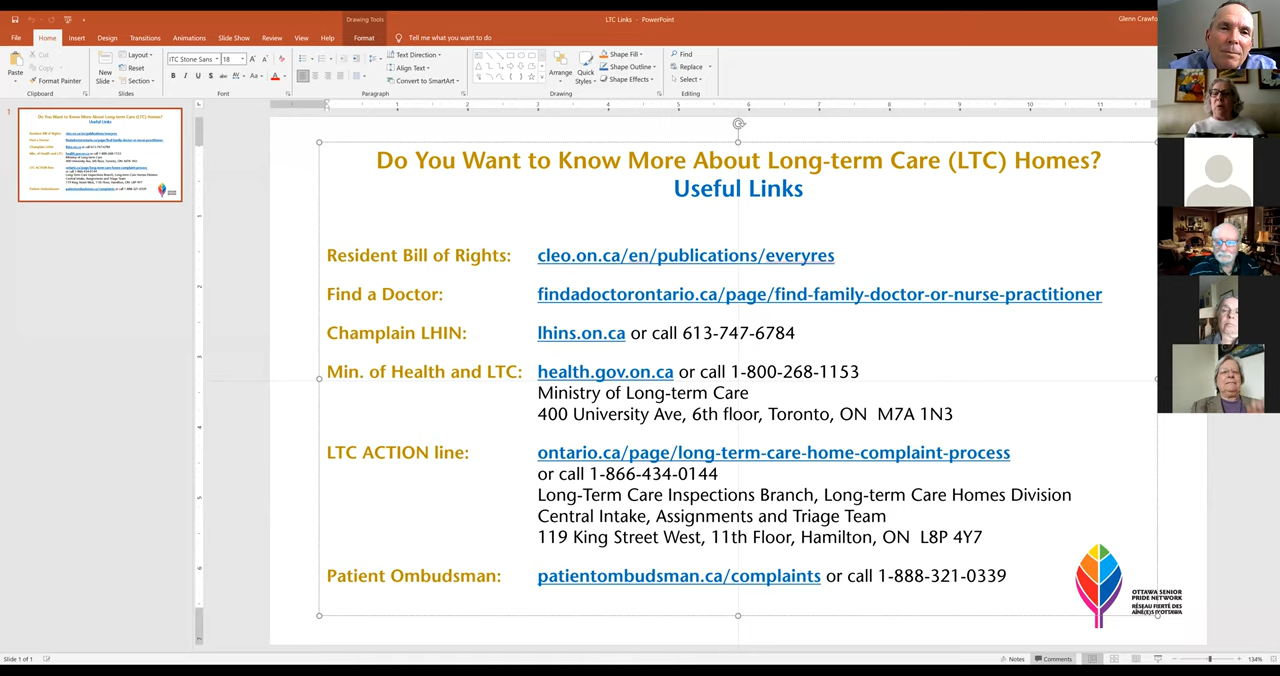 Drawing Tools
LTC Links - PowerPoint
Glenn Crawfo
File
Home
Insert
Design
Transitions
Animations
Slide Show
Review
View
Help
Format
Tell me what you want to do
Paste
Cut
Copy
Format Painter
Clipboard
New Slide
Layout
Reset
Section
Slides
ITC Stone Sans
18
Font
Text Direction
Align Text
Convert to SmartArt
Paragraph
Arrange
Quick Styles
Shape Fill
Shape Outline
Shape Effects
Drawing
Find
Replace
Select
Editing
1
Do You Want to Know More About Long-term Care (LTC) Homes?
Useful Links
Resident Bill of Rights: cleo.on.ca/en/publications/everyres
Find a Doctor: findadoctorontario.ca/page/find-family-doctor-or-nurse-practitioner
Champlain LHIN: lhins.on.ca or call 613-747-6784
Min. of Health and LTC: health.gov.on.ca or call 1-800-268-1153
Ministry of Long-term Care
400 University Ave, 6th floor, Toronto, ON M7A 1N3
LTC ACTION line: ontario.ca/page/long-term-care-home-complaint-process
or call 1-866-434-0144
Long-Term Care Inspections Branch, Long-term Care Homes Division
Central Intake, Assignments and Triage Team
119 King Street West, 11th Floor, Hamilton, ON L8P 4Y7
Patient Ombudsman: patientombudsman.ca/complaints or call 1-888-321-0339
OTTAWA SENIOR
PRIDE NETWORK
RÉSEAU FIERTÉ DES
AÎNÉ(E)S D'OTTAWA
Slide 1 of 1
Notes
Comments
134%